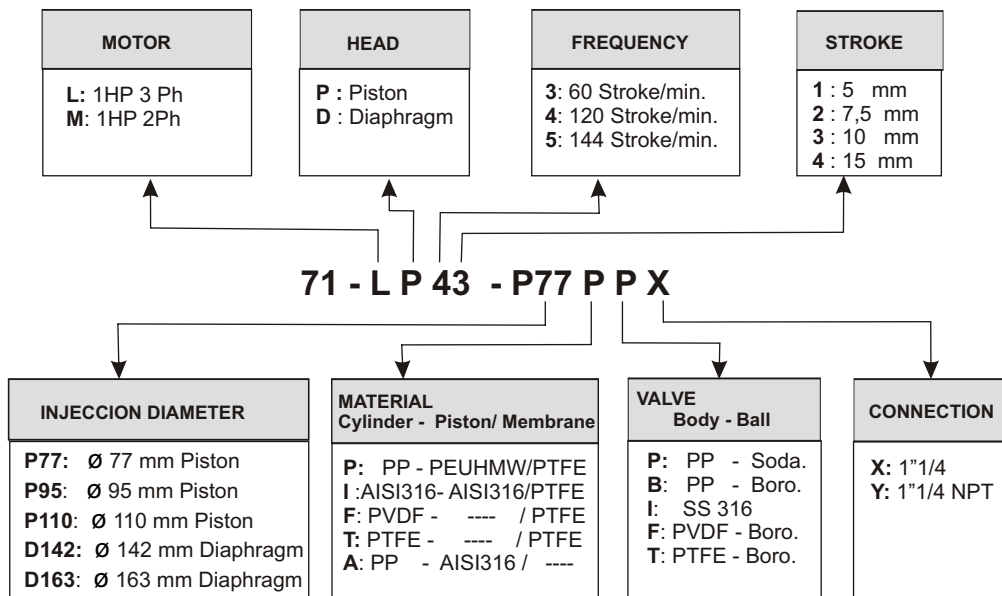 MOTOR
L: 1HP 3 Ph
M: 1HP 2Ph
HEAD
P : Piston
D : Diaphragm
FREQUENCY
3: 60 Stroke/min.
4: 120 Stroke/min.
5: 144 Stroke/min.
STROKE
1 : 5 mm
2 : 7,5 mm
3 : 10 mm
4 : 15 mm
71 - L P 43 - P77 P P X
INJECCION DIAMETER
P77: Ø 77 mm Piston
P95: Ø 95 mm Piston
P110: Ø 110 mm Piston
D142: Ø 142 mm Diaphragm
D163: Ø 163 mm Diaphragm
MATERIAL
Cylinder - Piston/ Membrane
P: PP - PEUHMW/PTFE
I :AISI316- AISI316/PTFE
F: PVDF - ---- / PTFE
T: PTFE - ---- / PTFE
A: PP - AISI316 / ----
VALVE
Body - Ball
P: PP - Soda.
B: PP - Boro.
I: SS 316
F: PVDF - Boro.
T: PTFE - Boro.
CONNECTION
X: 1"1/4
Y: 1"1/4 NPT